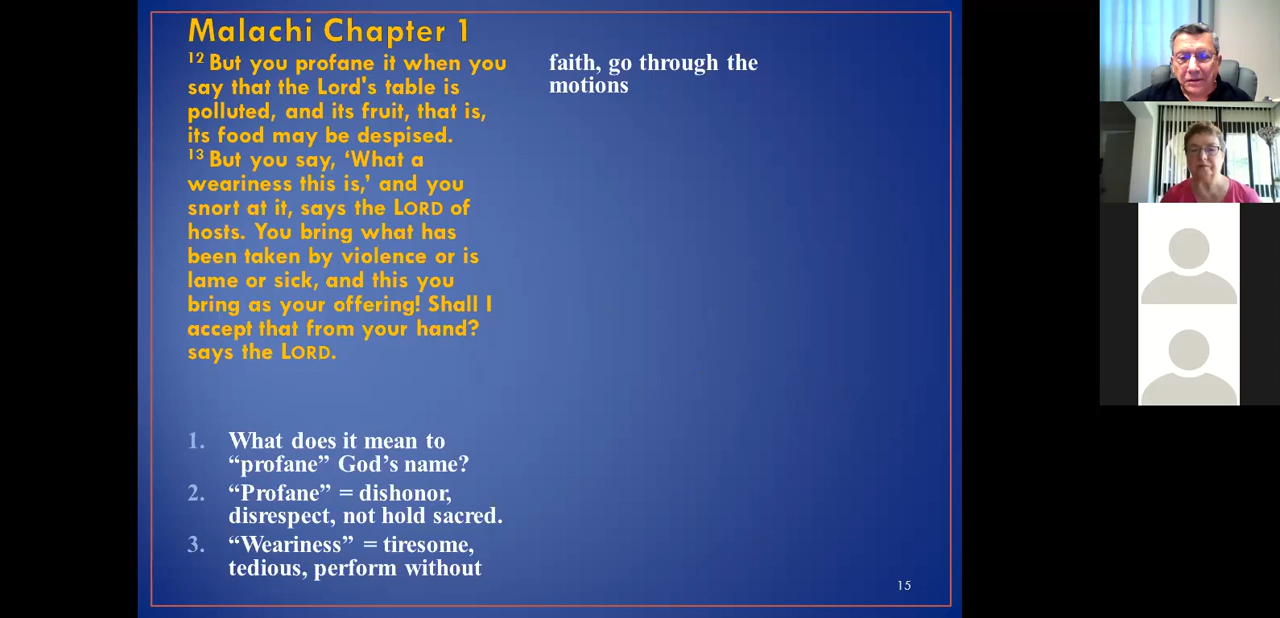 Malachi Chapter 1
12 But you profane it when you
say that the Lord's table is
polluted, and its fruit, that is,
its food may be despised.
13 But you say, ‘What a
weariness this is,’ and you
snort at it, says the LORD of
hosts. You bring what has
been taken by violence or is
lame or sick, and this you
bring as your offering! Shall I
accept that from your hand?
says the LORD.
1. What does it mean to
“profane” God’s name?
2. “Profane” = dishonor,
disrespect, not hold sacred.
3. “Weariness” = tiresome,
tedious, perform without
faith, go through the
motions
15